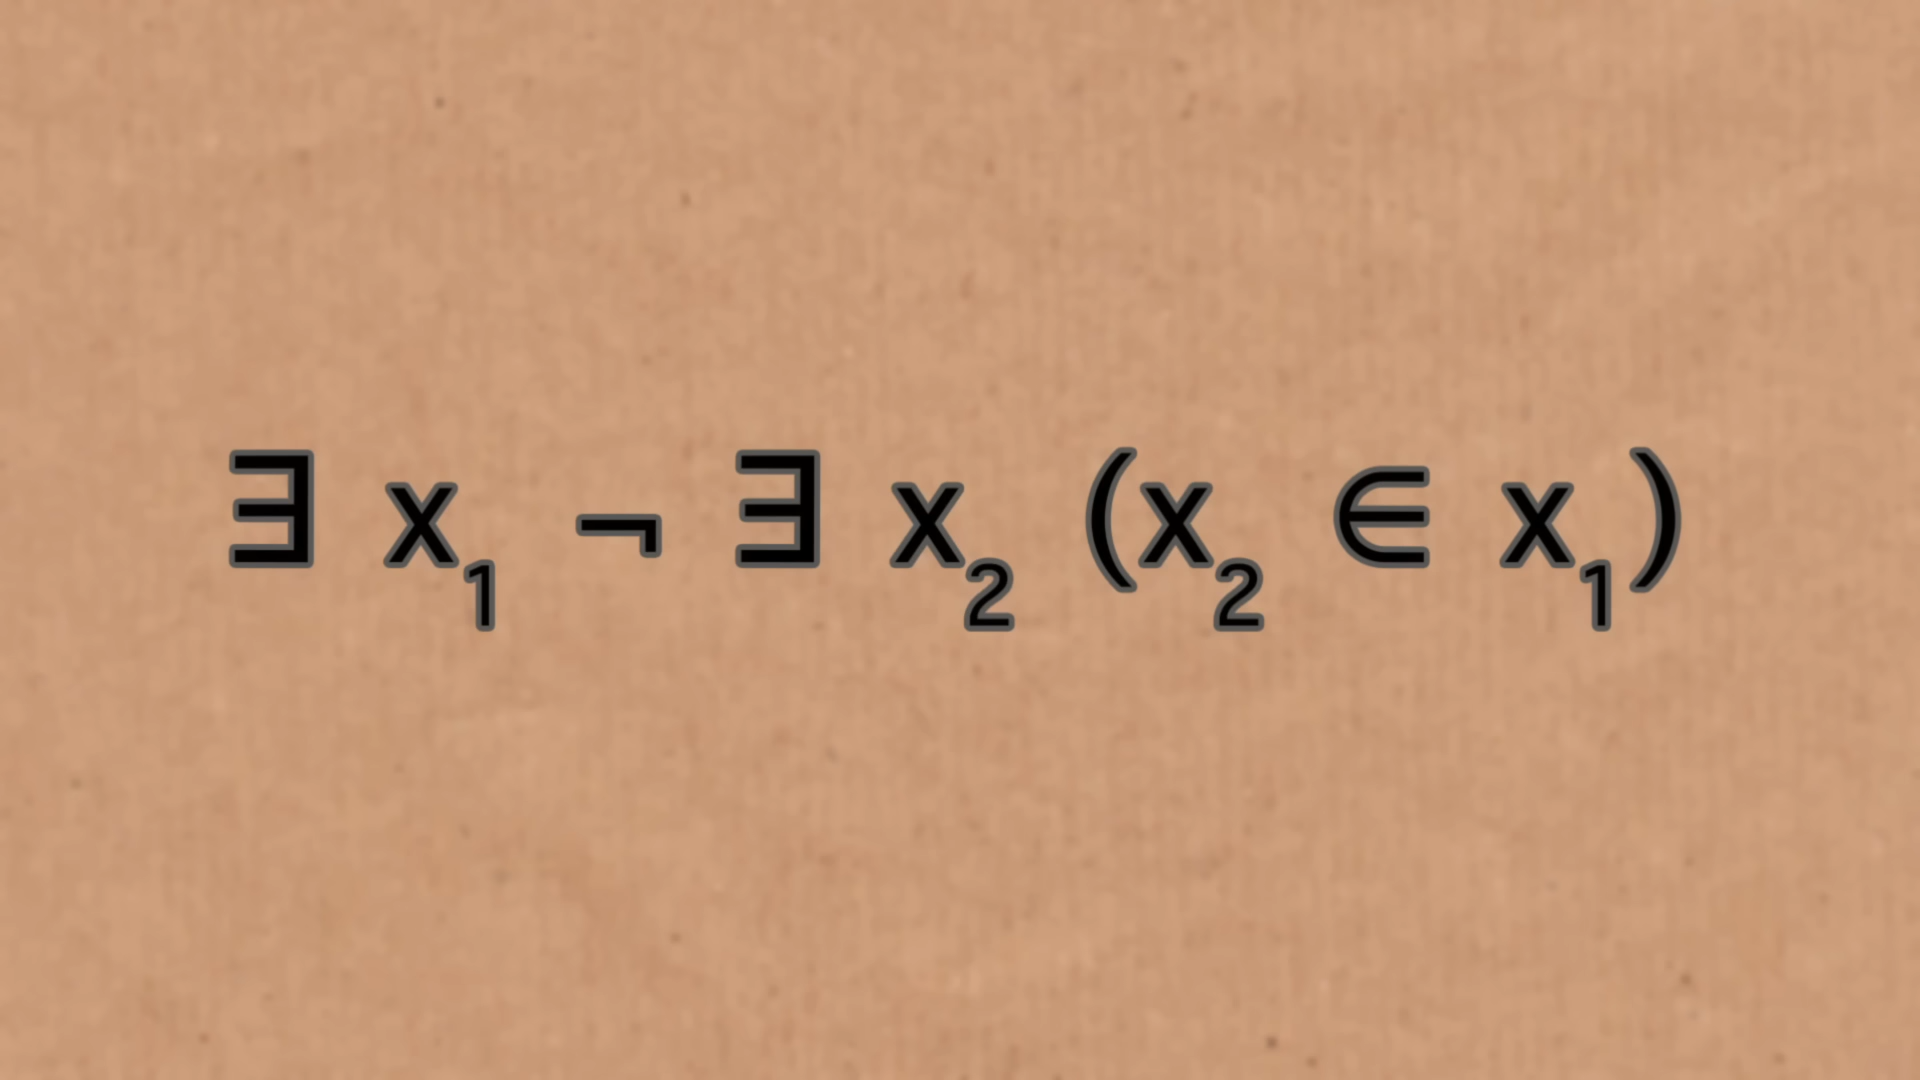 ∃ x₁ ¬ ∃ x₂ (x₂ ∈ x₁)